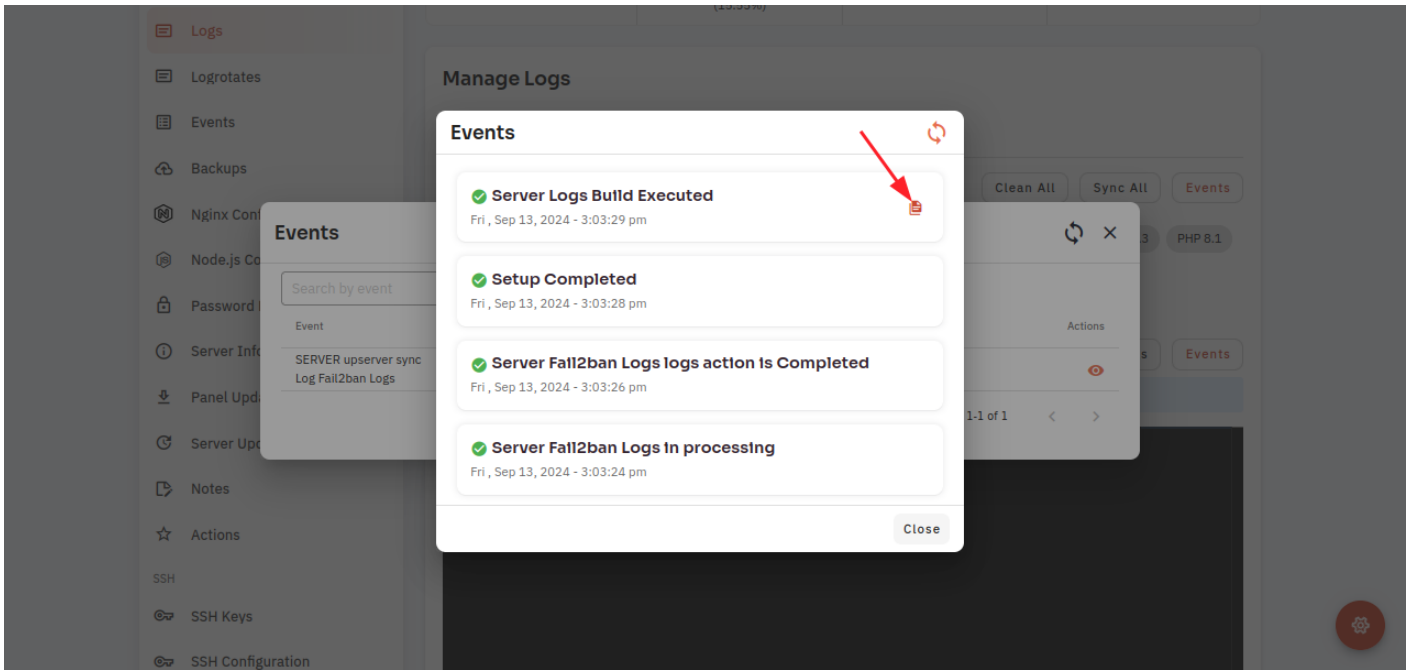 (15.55%)
Logs
Logrotates
Events
Backups
Nginx Conf
Node.js Co
Password
Server Info
Panel Upda
Server Upd
Notes
Actions
SSH
SSH Keys
SSH Configuration
Manage Logs
Clean All
Sync All
Events
.3
PHP 8.1
s
Events
Events
Search by event
Event
Actions
SERVER upserver sync
Log Fail2ban Logs
1-1 of 1
Events
Server Logs Build Executed
Fri , Sep 13, 2024 - 3:03:29 pm
Setup Completed
Fri , Sep 13, 2024 - 3:03:28 pm
Server Fail2ban Logs logs action is Completed
Fri , Sep 13, 2024 - 3:03:26 pm
Server Fail2ban Logs in processing
Fri , Sep 13, 2024 - 3:03:24 pm
Close